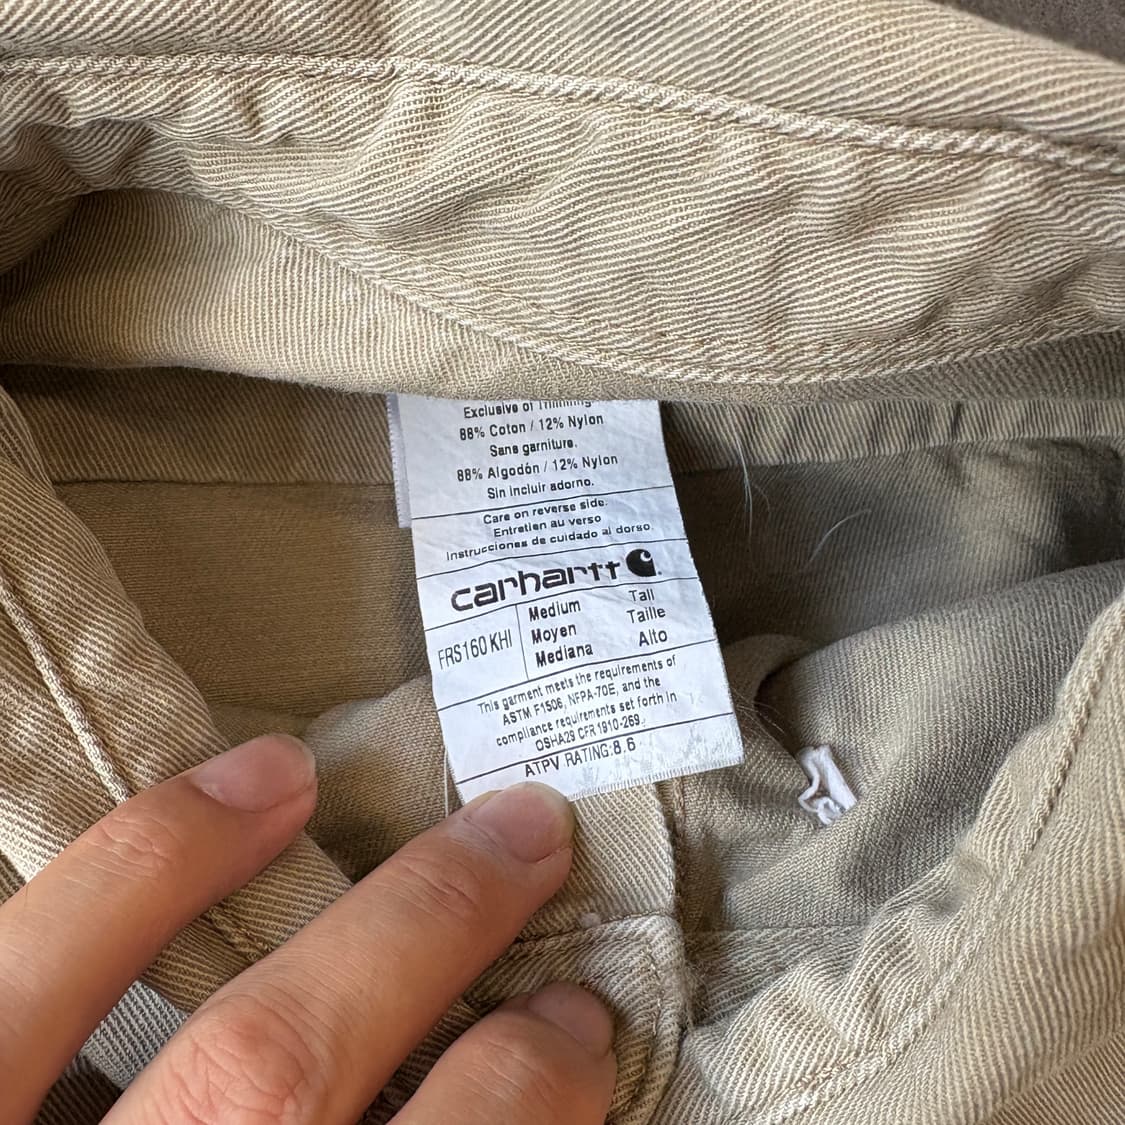 Exclusive of Trimming
88% Coton / 12% Nylon
Sane garniture.
88% Algodón / 12% Nylon
Sin incluir adorno.
Care on reverse side.
Entretien au verso
Instrucciones de cuidado al dorso.
carhartt
FRS160 KHI
Medium Tall
Moyen Taille
Mediana Alto
This garment meets the requirements of
ASTM F1506, NFPA-70E, and the
compliance requirements set forth in
OSHA29 CFR 1910-269.
ATPV RATING:8.6